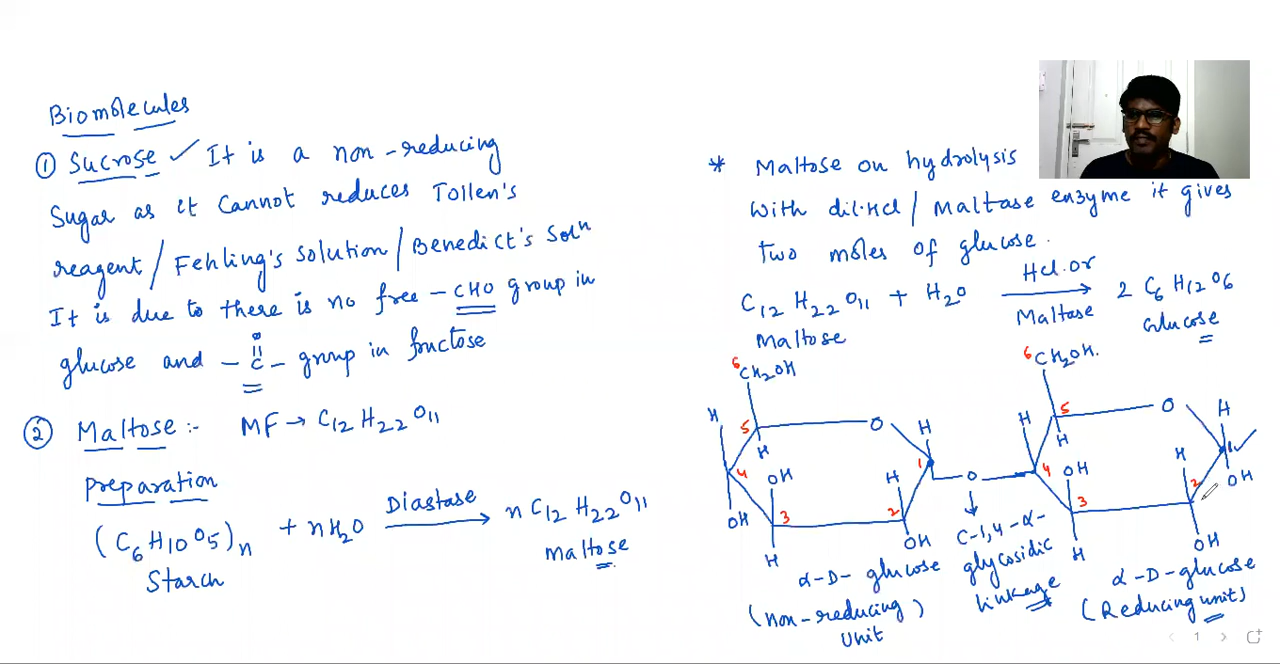 Biomolecules
① Sucrose ✓ It is a non-reducing
Sugar as it cannot reduces Tollen's
reagent / Fehling's solution / Benedict's Solⁿ
It is due to there is no free -CHO group in
glucose and - C - group in fructose
O
② Maltose :- MF → C12 H22 O11
Preparation
(C6H10O5)n + nH2O Diastase → n C12 H22 O11
Starch
Maltose
* Maltose on hydrolysis
with dil.Hcl / Maltase enzyme it gives
two moles of glucose.
C12 H22 O11 + H2O Hcl or Maltase → 2 C6 H12 O6
Maltose
Glucose
6 CH2OH
H 5 O H
H
4 OH H 1 O
OH 3 2
H OH
6 CH2OH.
H 5 O H
H
4 OH H 1 ✓
3 2 OH
H OH
α-D- glucose
(non-reducing)
Unit
C-1,4-α-
glycosidic
linkage
α-D-glucose
(Reducing unit)
1